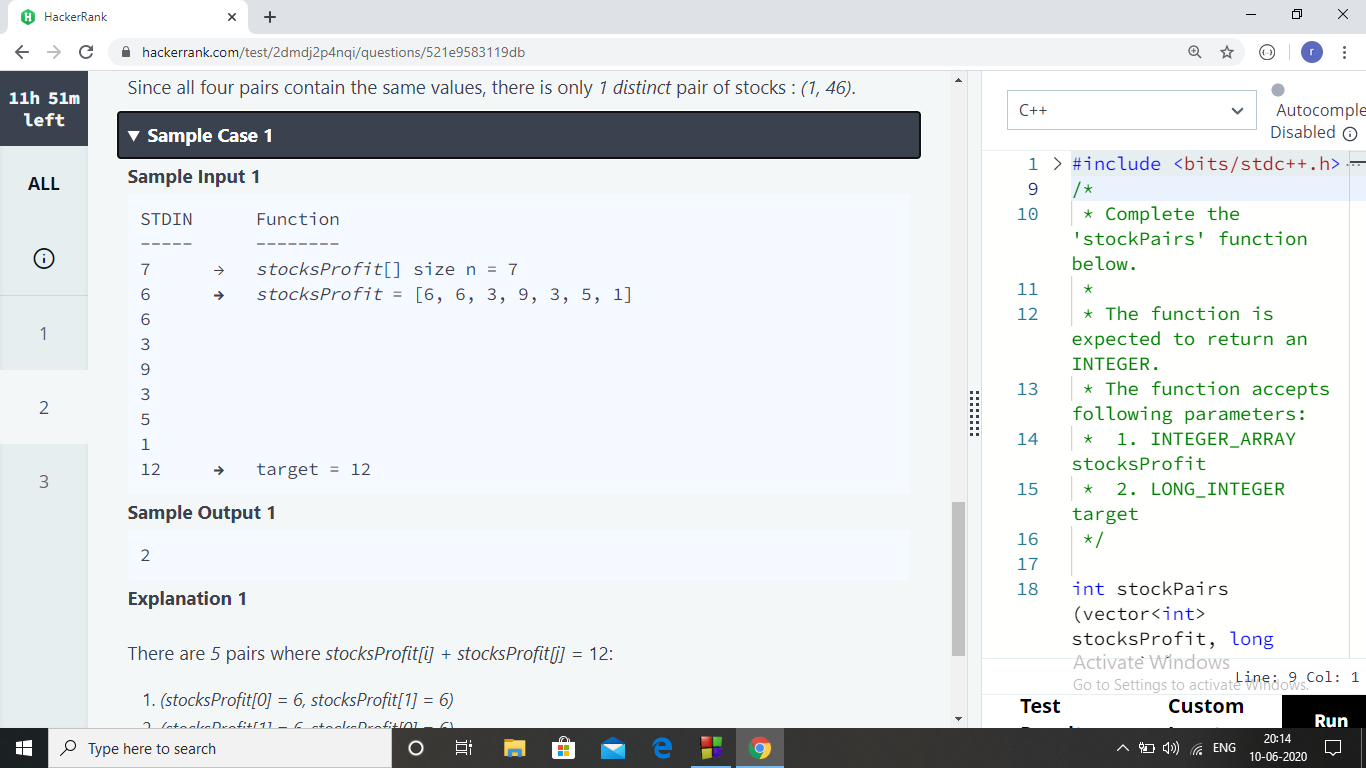 HackerRank
hackerrank.com/test/2dmdj2p4nqi/questions/521e9583119db
r
11h 51m
left
ALL
1
2
3
Since all four pairs contain the same values, there is only 1 distinct pair of stocks : (1, 46).
▼ Sample Case 1
Sample Input 1
STDIN Function
----- --------
7 → stocksProfit[] size n = 7
6 → stocksProfit = [6, 6, 3, 9, 3, 5, 1]
6
3
9
3
5
1
12 → target = 12
Sample Output 1
2
Explanation 1
There are 5 pairs where stocksProfit[i] + stocksProfit[j] = 12:
1. (stocksProfit[0] = 6, stocksProfit[1] = 6)
2. (stocksProfit[1] = 6, stocksProfit[0] = 6)
C++
Autocomple
Disabled
1 > #include <bits/stdc++.h>
9 /*
10 * Complete the
'stockPairs' function
below.
11 *
12 * The function is
expected to return an
INTEGER.
13 * The function accepts
following parameters:
14 * 1. INTEGER_ARRAY
stocksProfit
15 * 2. LONG_INTEGER
target
16 */
17
18 int stockPairs
(vector<int>
stocksProfit, long
Activate Windows
Go to Settings to activate Windows.
Line: 9 Col: 1
Test
Custom
Run
Type here to search
ENG
20:14
10-06-2020